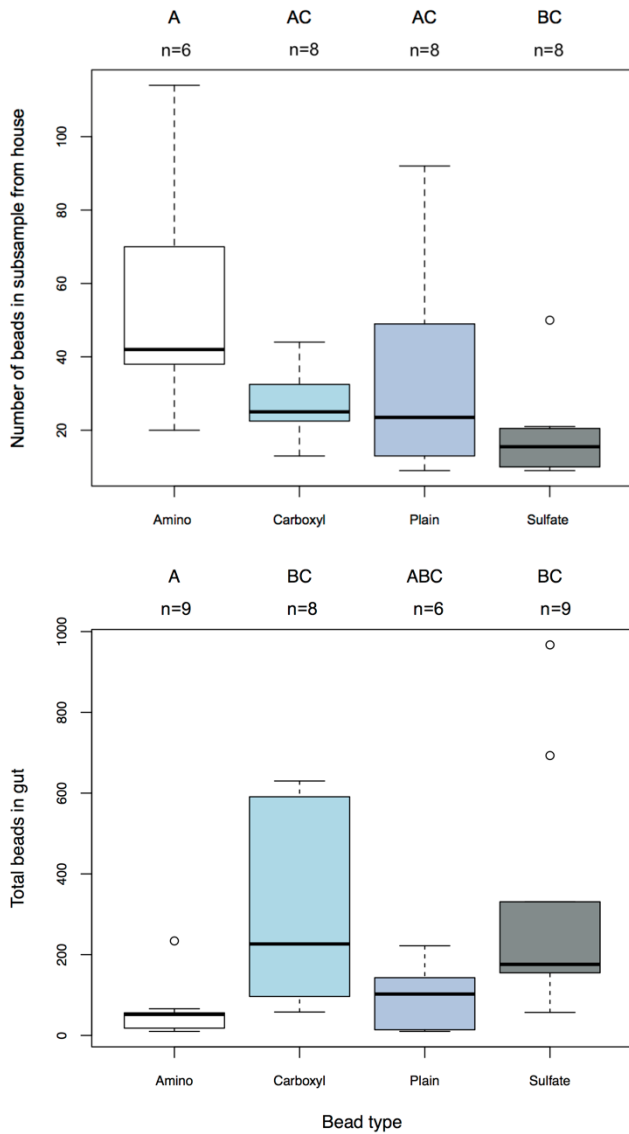 A AC AC BC
n=6 n=8 n=8 n=8
Number of beads in subsample from house
100
80
60
40
20
Amino Carboxyl Plain Sulfate
A BC ABC BC
n=9 n=8 n=6 n=9
Total beads in gut
1000
800
600
400
200
0
Amino Carboxyl Plain Sulfate
Bead type